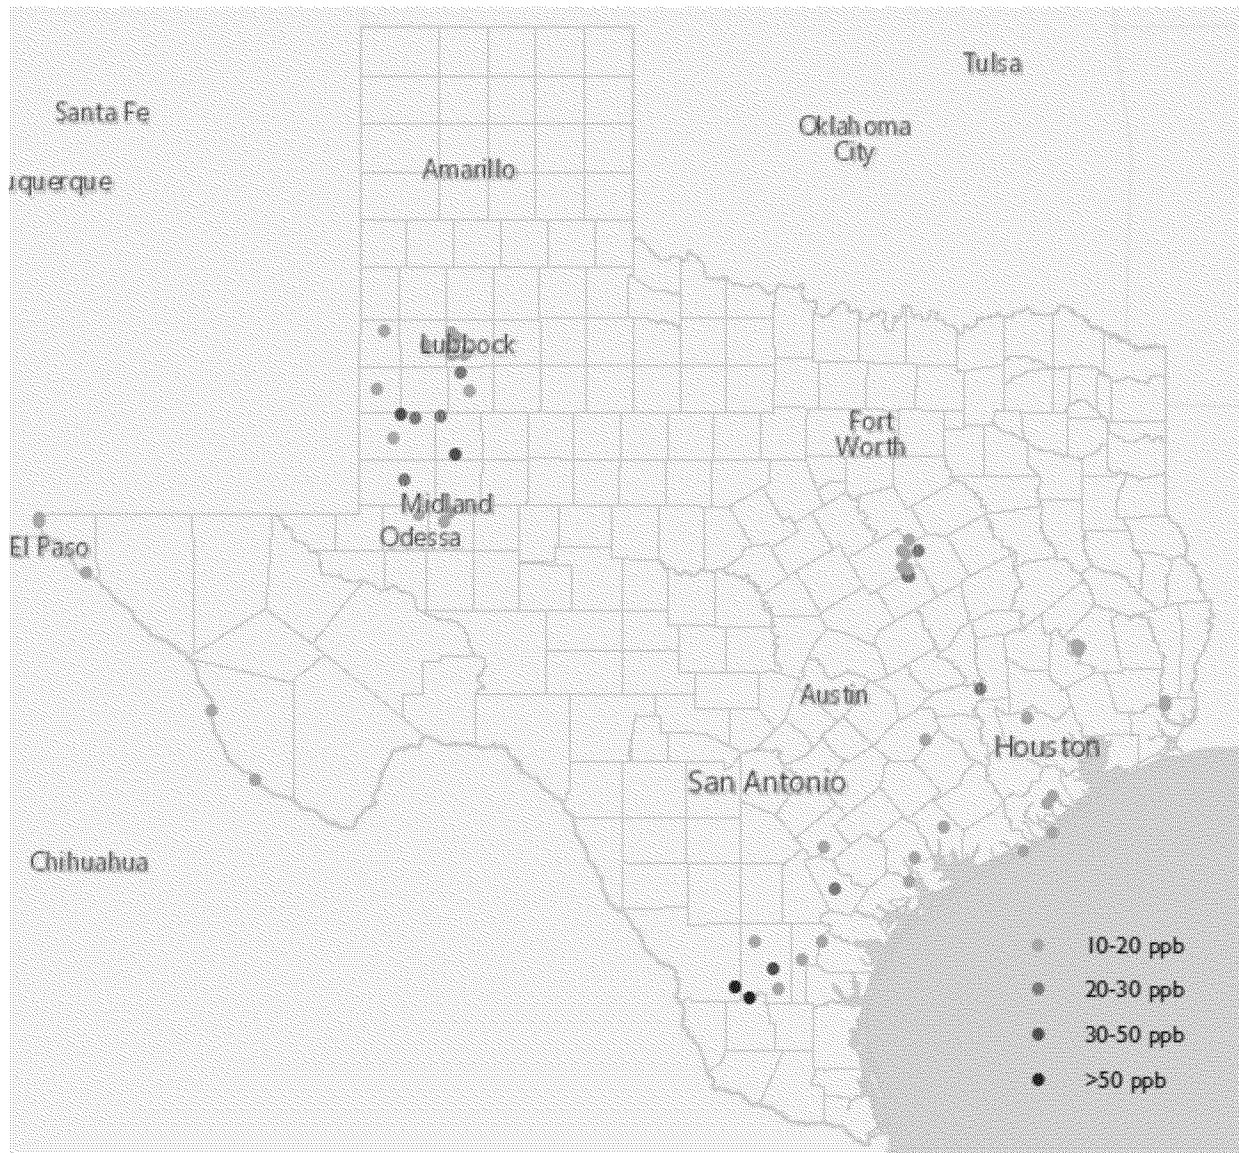 Tulsa
Santa Fe
Oklahoma
City
Amarillo
uquerque
Lubbock
Fort
Worth
Midland
Odessa
El Paso
Austin
Houston
San Antonio
Chihuahua
10-20 ppb
20-30 ppb
30-50 ppb
>50 ppb